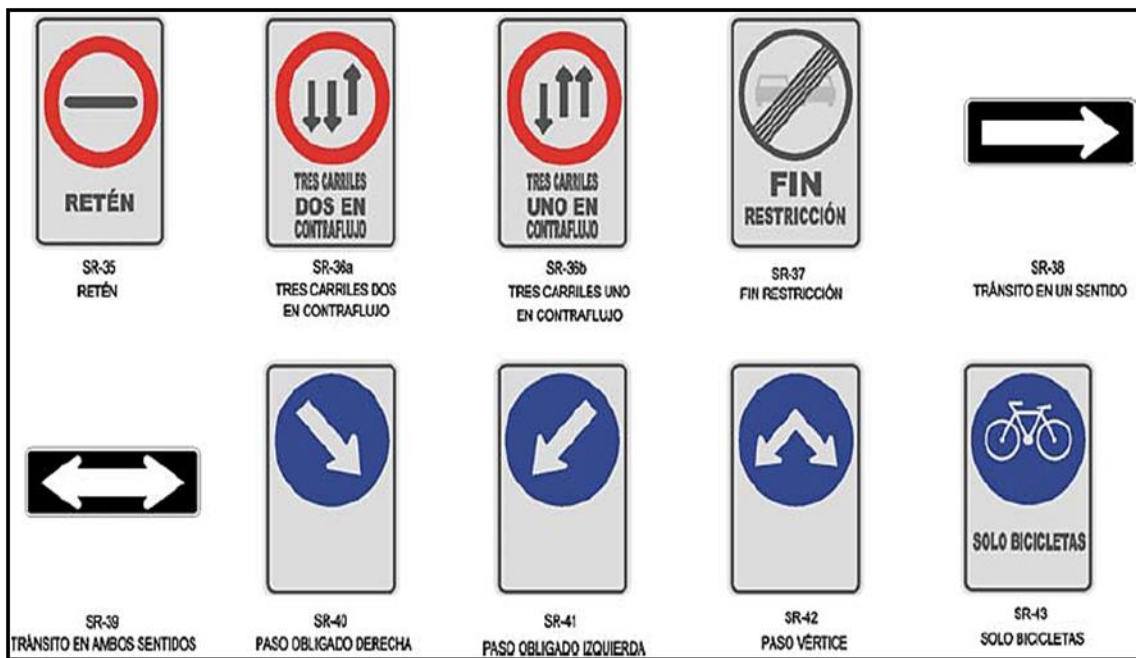 RETÉN
SR-35
RETÉN
TRES CARRILES
DOS EN
CONTRAFLUJO
SR-36a
TRES CARRILES DOS
EN CONTRAFLUJO
TRES CARRILES
UNO EN
CONTRAFLUJO
SR-36b
TRES CARRILES UNO
EN CONTRAFLUJO
FIN
RESTRICCIÓN
SR-37
FIN RESTRICCIÓN
SR-38
TRÁNSITO EN UN SENTIDO
SR-39
TRÁNSITO EN AMBOS SENTIDOS
SR-40
PASO OBLIGADO DERECHA
SR-41
PASO OBLIGADO IZQUIERDA
SR-42
PASO VÉRTICE
SOLO BICICLETAS
SR-43
SOLO BICICLETAS